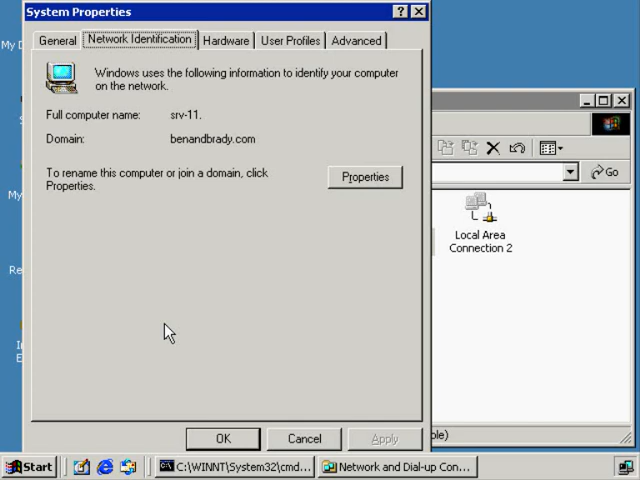 System Properties
General
Network Identification
Hardware
User Profiles
Advanced
Windows uses the following information to identify your computer
on the network.
Full computer name: srv-11.
Domain: benandbrady.com
To rename this computer or join a domain, click
Properties.
Properties
OK
Cancel
Apply
Go
Local Area
Connection 2
My
Re
Start
C:\WINNT\System32\cmd...
Network and Dial-up Con...